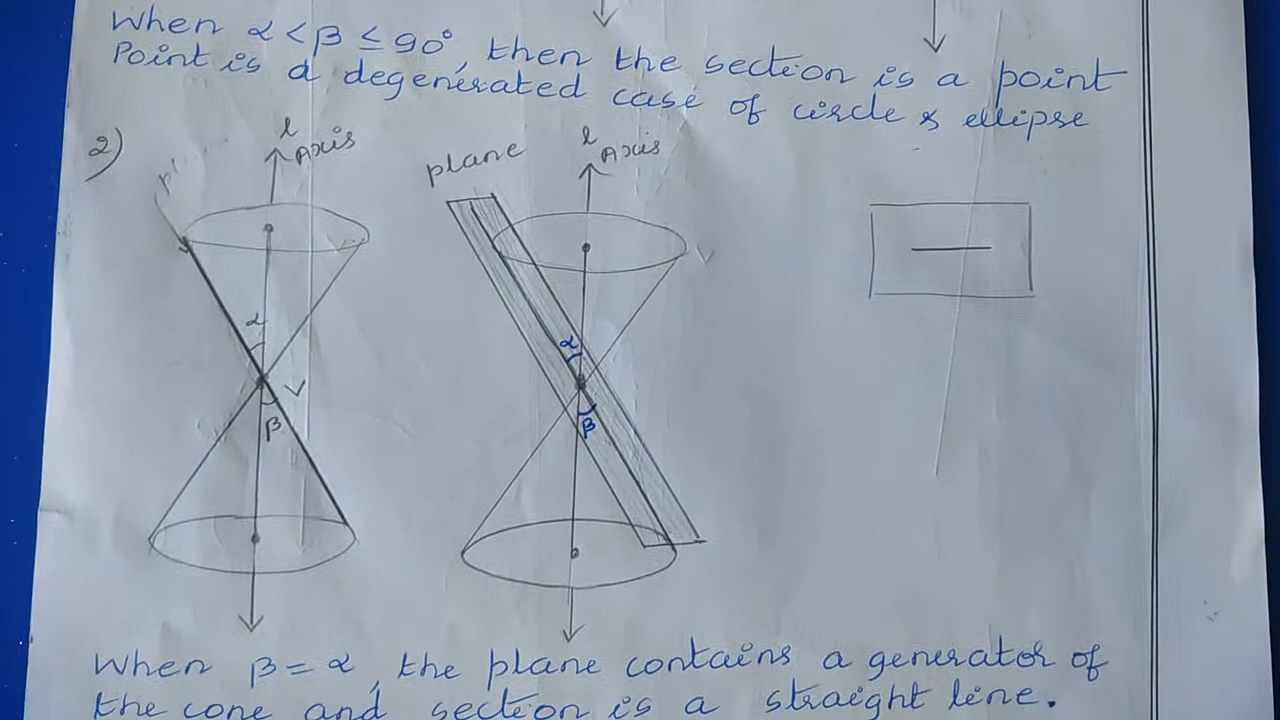 When α < β ≤ 90°, then the section is a point
Point is a degenerated case of circle & ellipse
2)
l
Axis
plane
l
Axis
α
β
α
β
When β = α, the plane contains a generator of
the cone and section is a straight line.